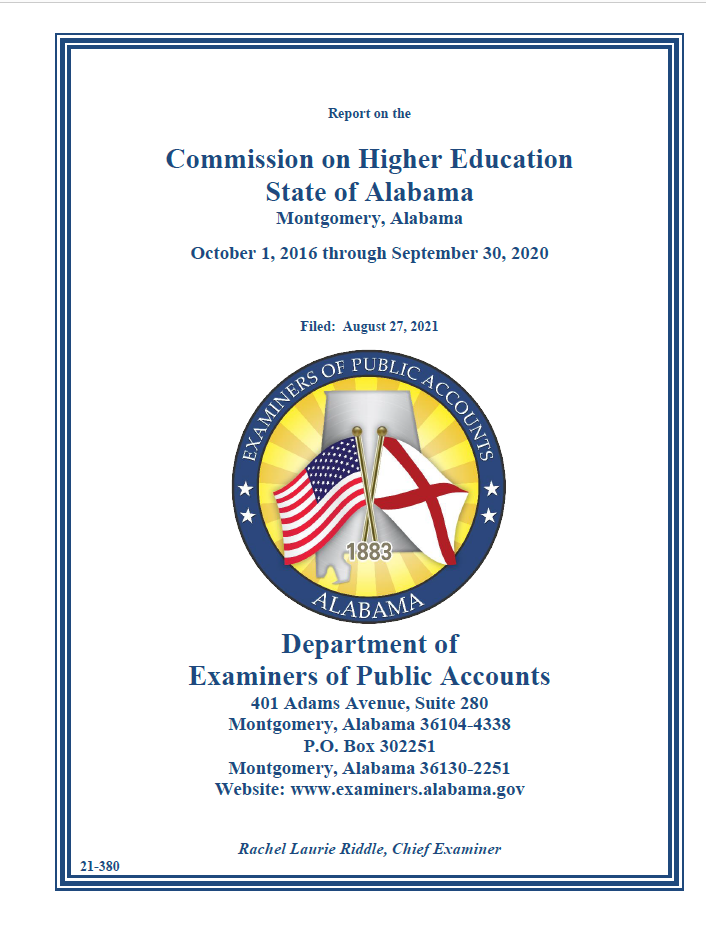 Report on the
Commission on Higher Education
State of Alabama
Montgomery, Alabama
October 1, 2016 through September 30, 2020
Filed:  August 27, 2021
EXAMINERS OF PUBLIC ACCOUNTS
1883
ALABAMA
Department of
Examiners of Public Accounts
401 Adams Avenue, Suite 280
Montgomery, Alabama 36104-4338
P.O. Box 302251
Montgomery, Alabama 36130-2251
Website: www.examiners.alabama.gov
Rachel Laurie Riddle, Chief Examiner
21-380